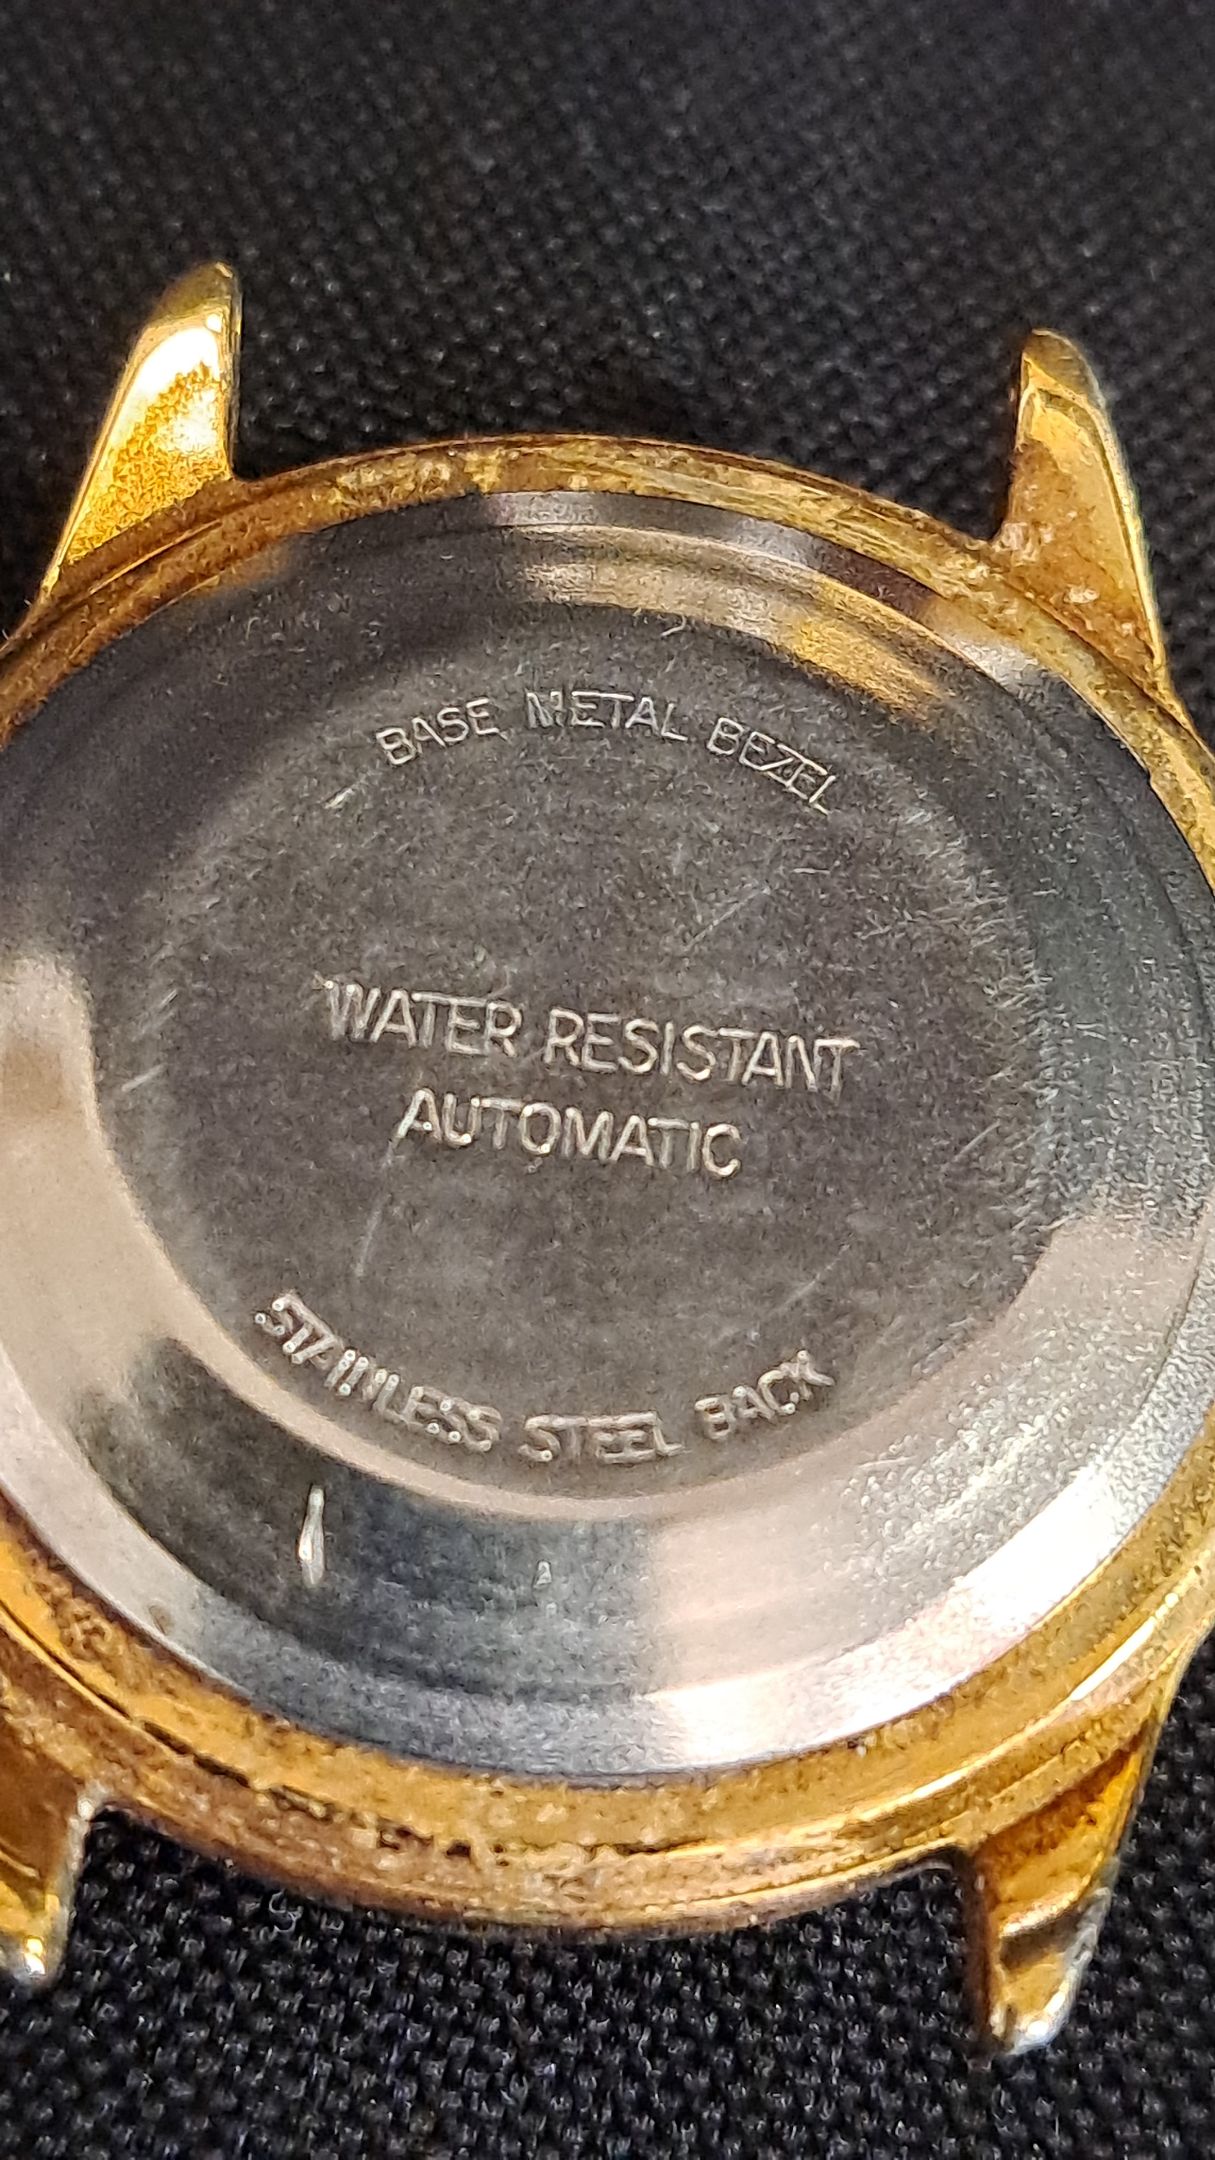 BASE METAL BEZEL
WATER RESISTANT
AUTOMATIC
STAINLESS STEEL BACK